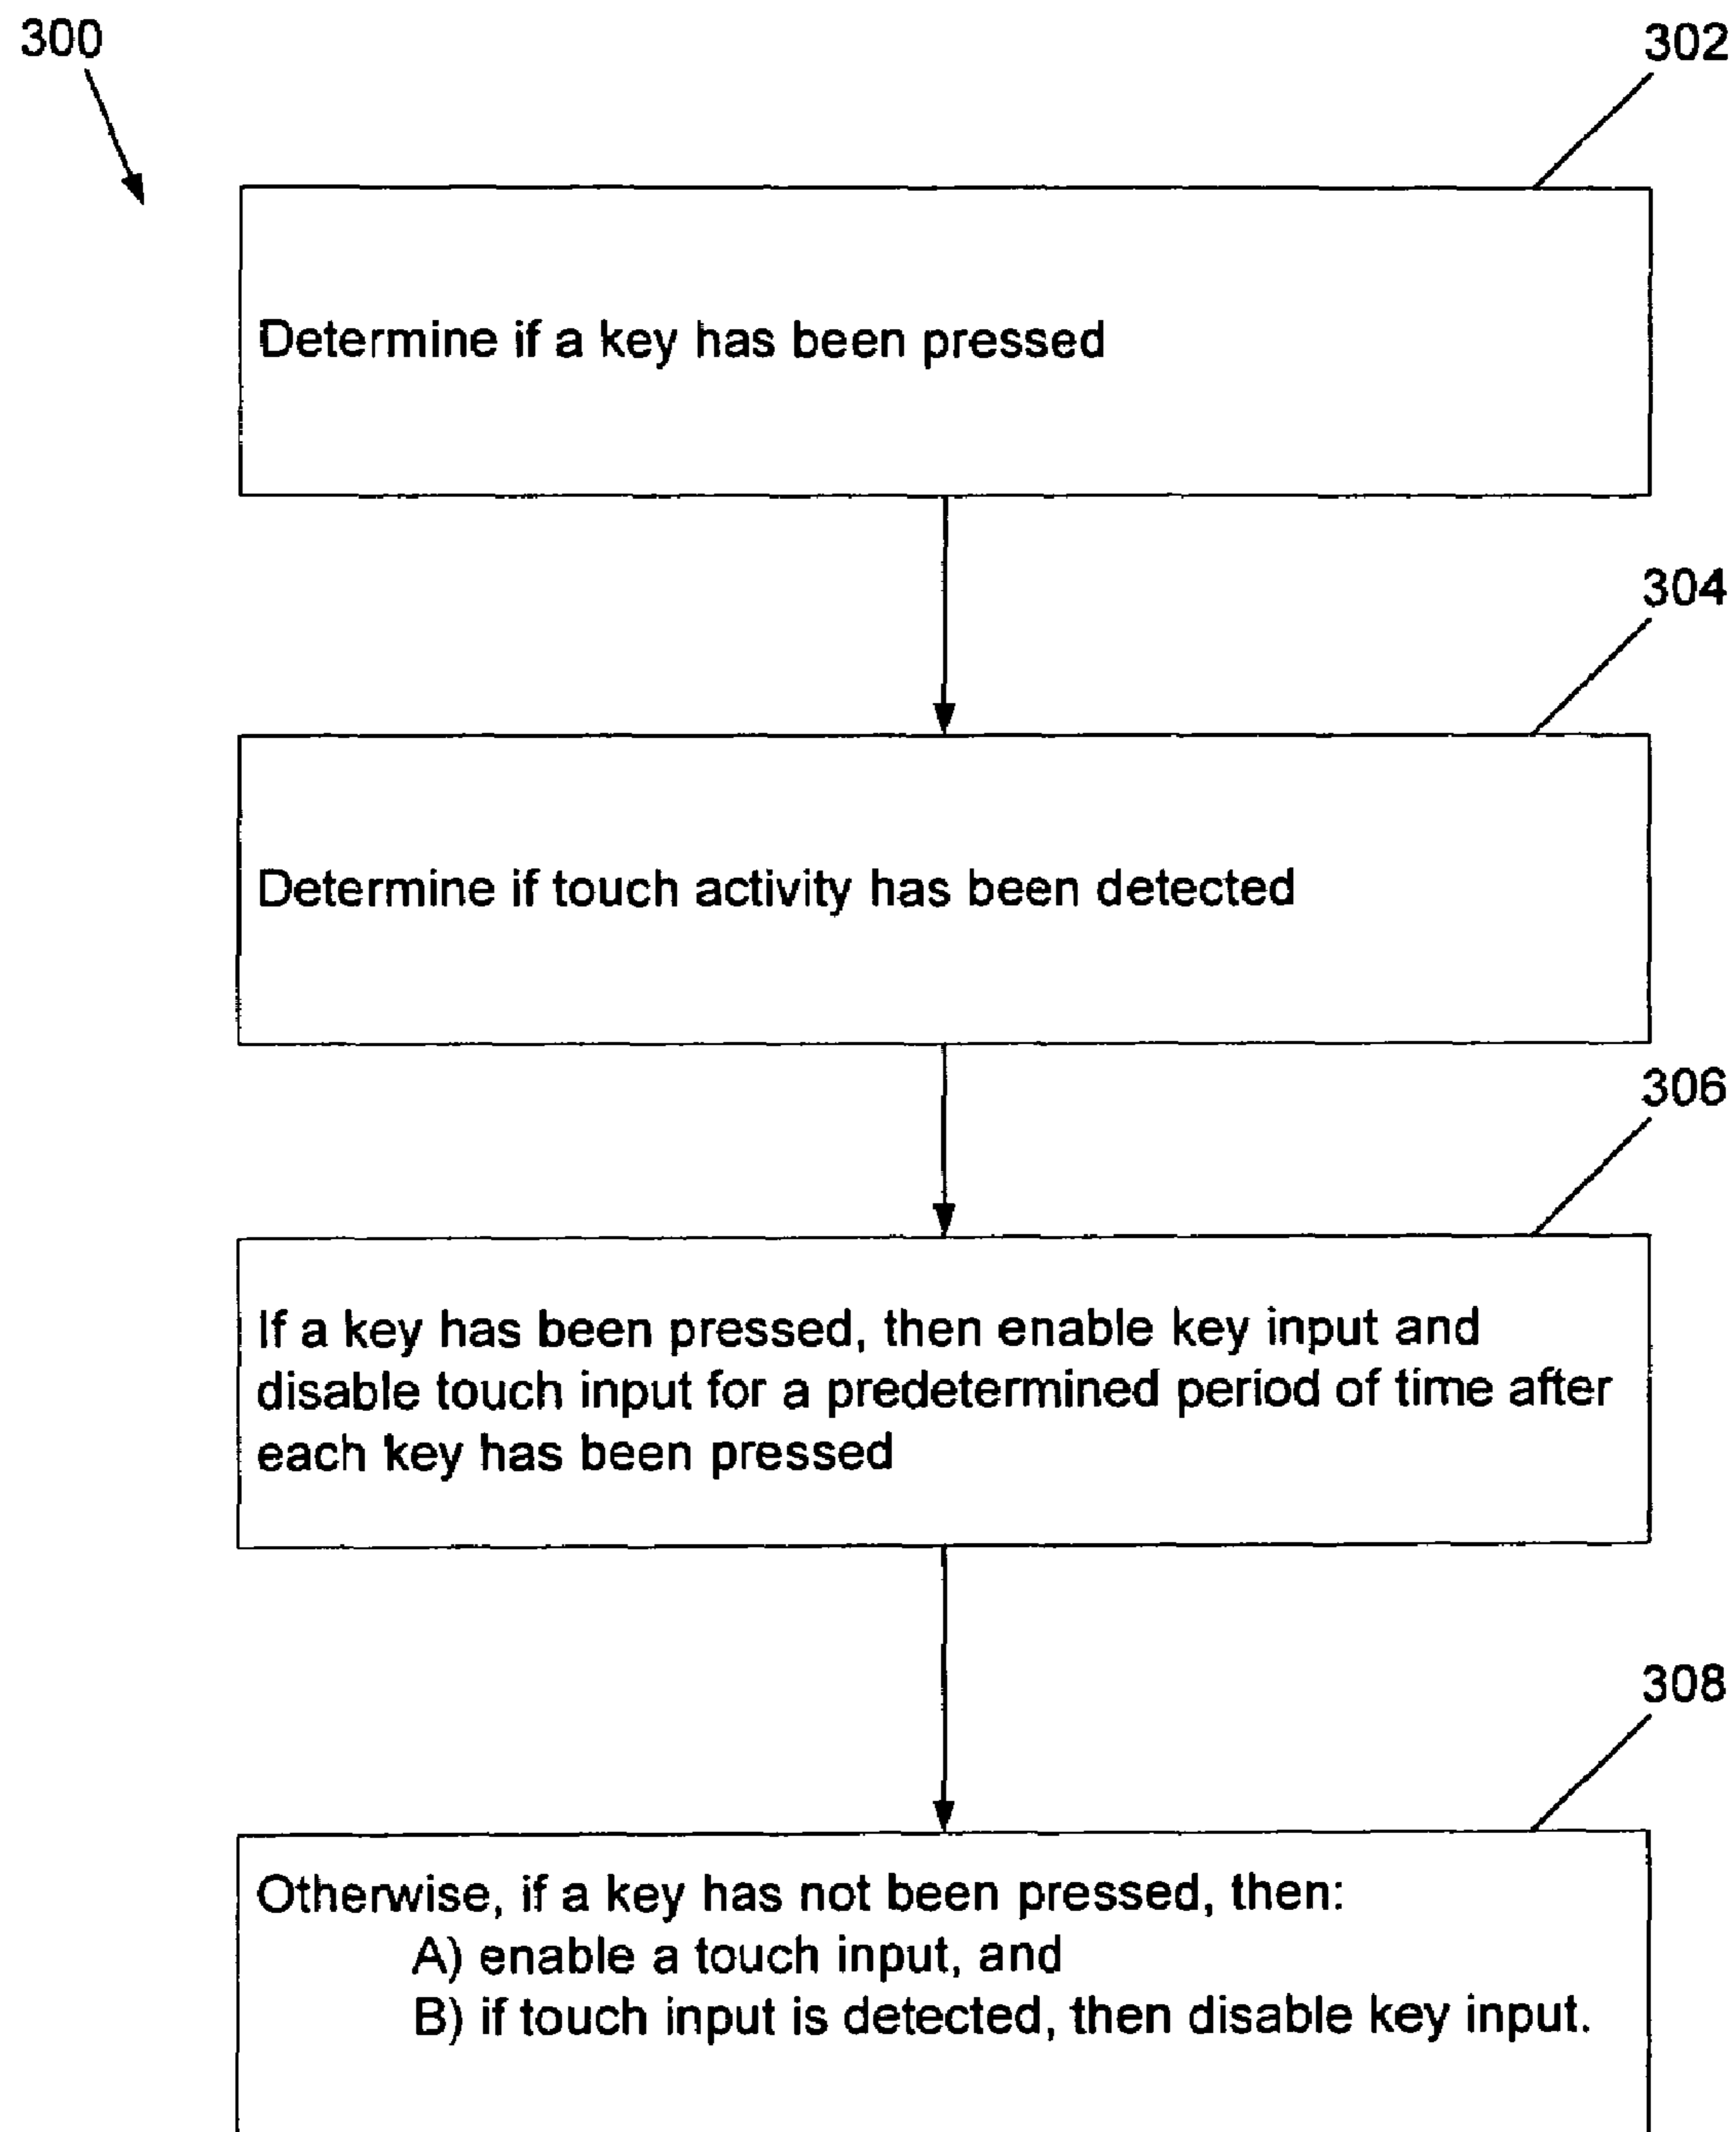 300
302
Determine if a key has been pressed
304
Determine if touch activity has been detected
306
If a key has been pressed, then enable key input and
disable touch input for a predetermined period of time after
each key has been pressed
308
Otherwise, if a key has not been pressed, then:
A) enable a touch input, and
B) if touch input is detected, then disable key input.